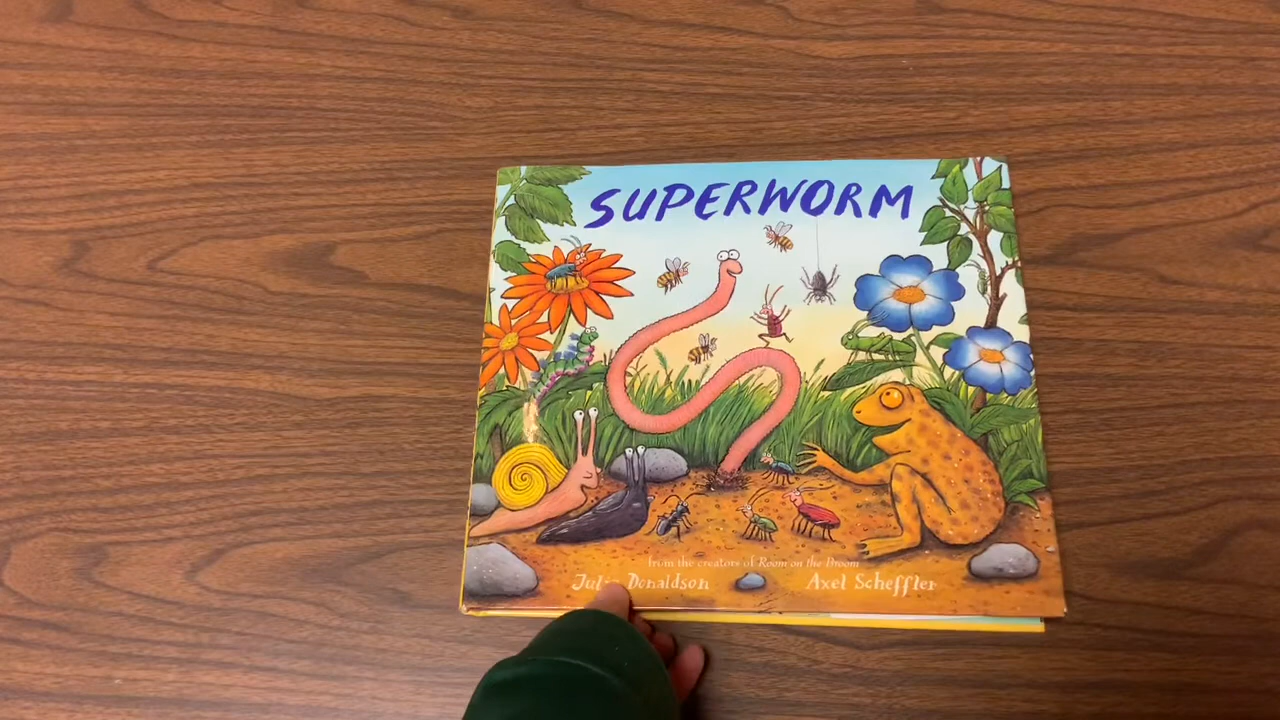 SUPERWORM
from the creators of Room on the Broom
Donaldson Axel Scheffler